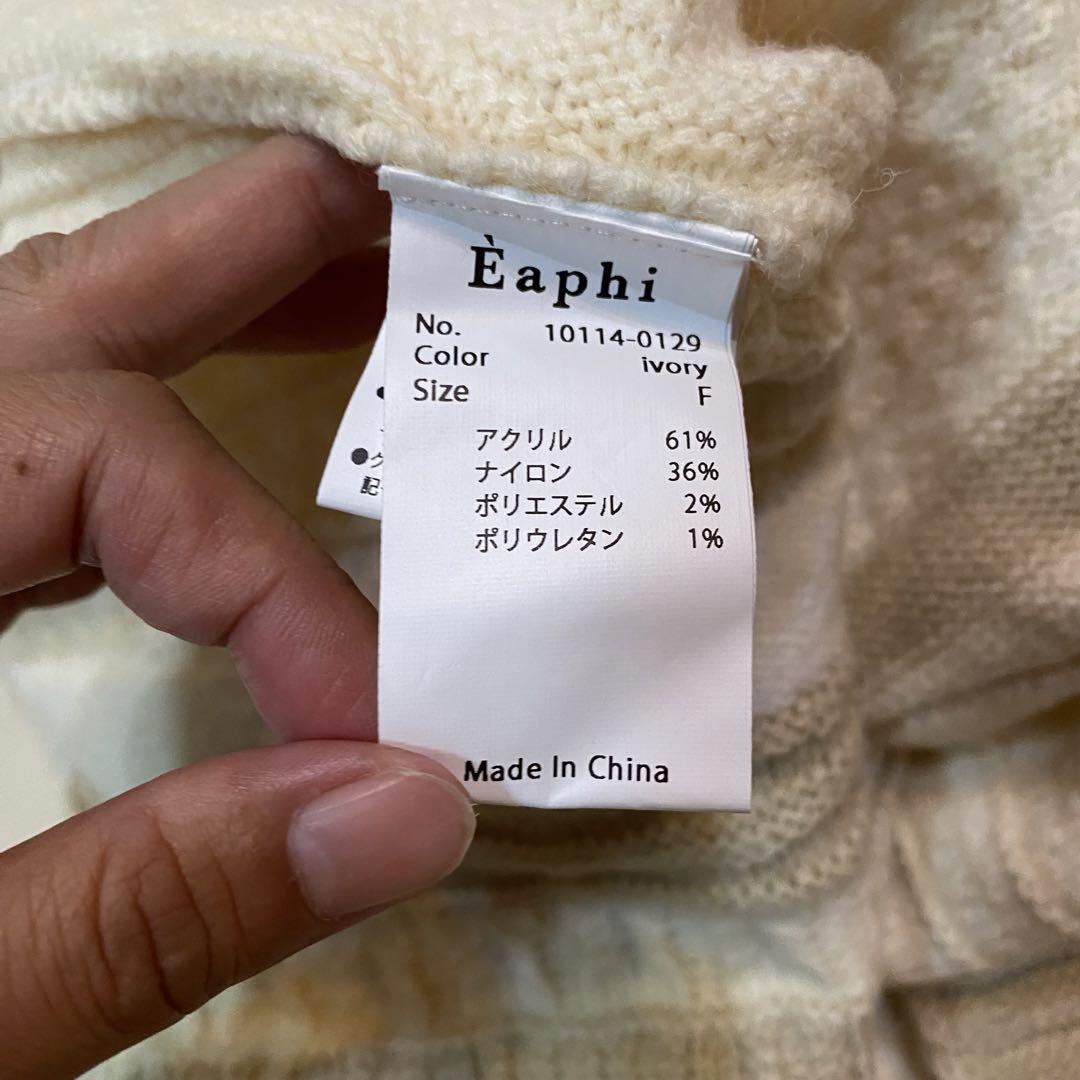 Èaphi
No. 10114-0129
Color ivory
Size F
アクリル 61%
ナイロン 36%
ポリエステル 2%
ポリウレタン 1%
Made In China